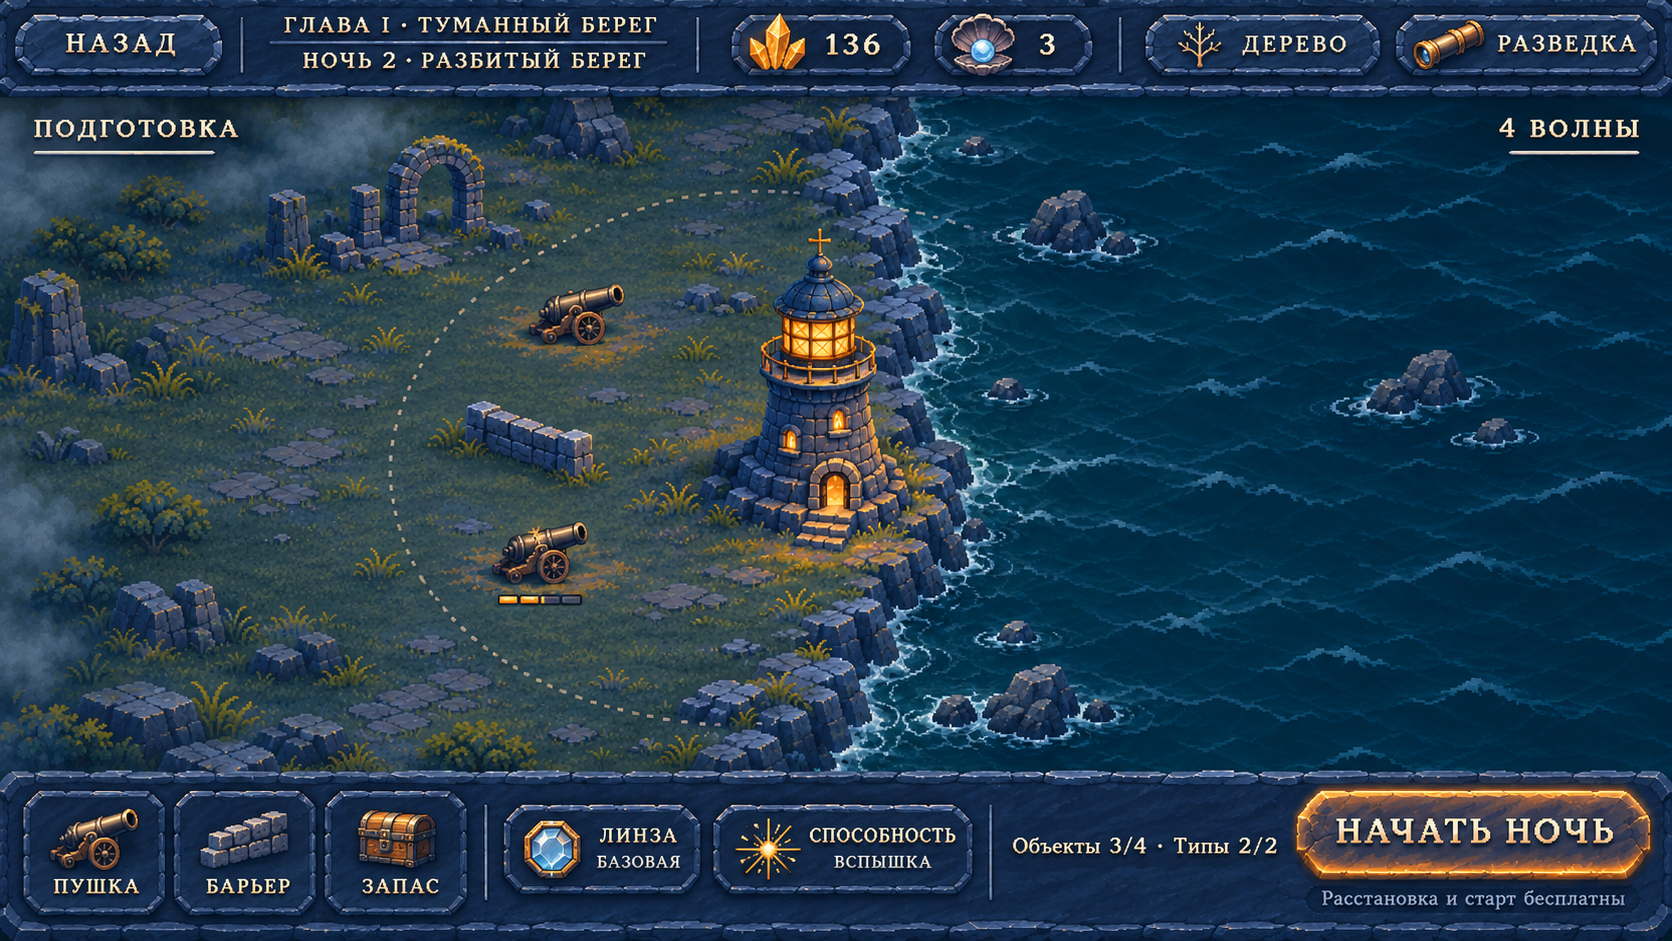 НАЗАД
ГЛАВА I · ТУМАННЫЙ БЕРЕГ
НОЧЬ 2 · РАЗБИТЫЙ БЕРЕГ
136
3
ДЕРЕВО
РАЗВЕДКА
ПОДГОТОВКА
4 ВОЛНЫ
ПУШКА
БАРЬЕР
ЗАПАС
ЛИНЗА
БАЗОВАЯ
СПОСОБНОСТЬ
ВСПЫШКА
Объекты 3/4 · Типы 2/2
НАЧАТЬ НОЧЬ
Расстановка и старт бесплатны